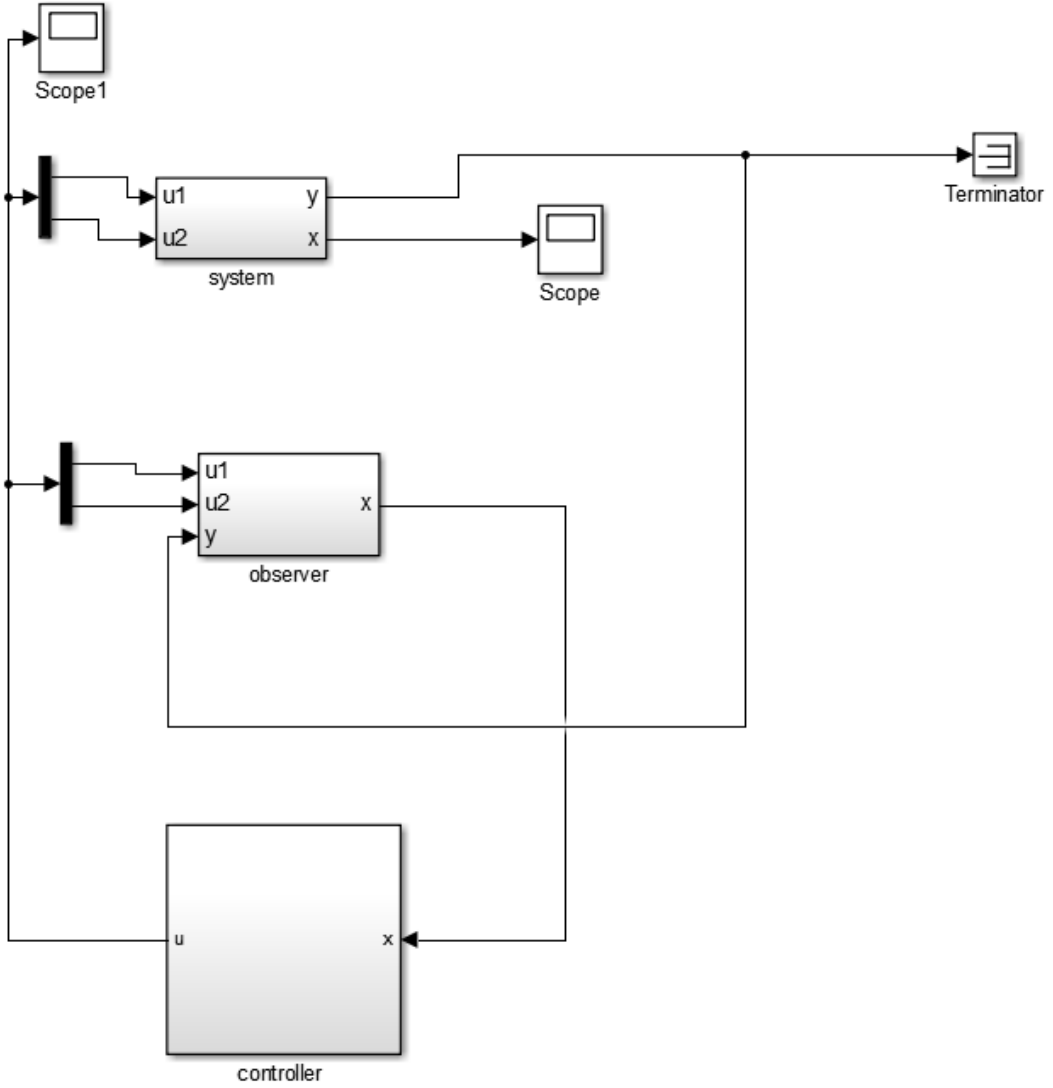 Scope1
u1
y
u2
x
system
Terminator
Scope
u1
u2
x
y
observer
u
x
controller